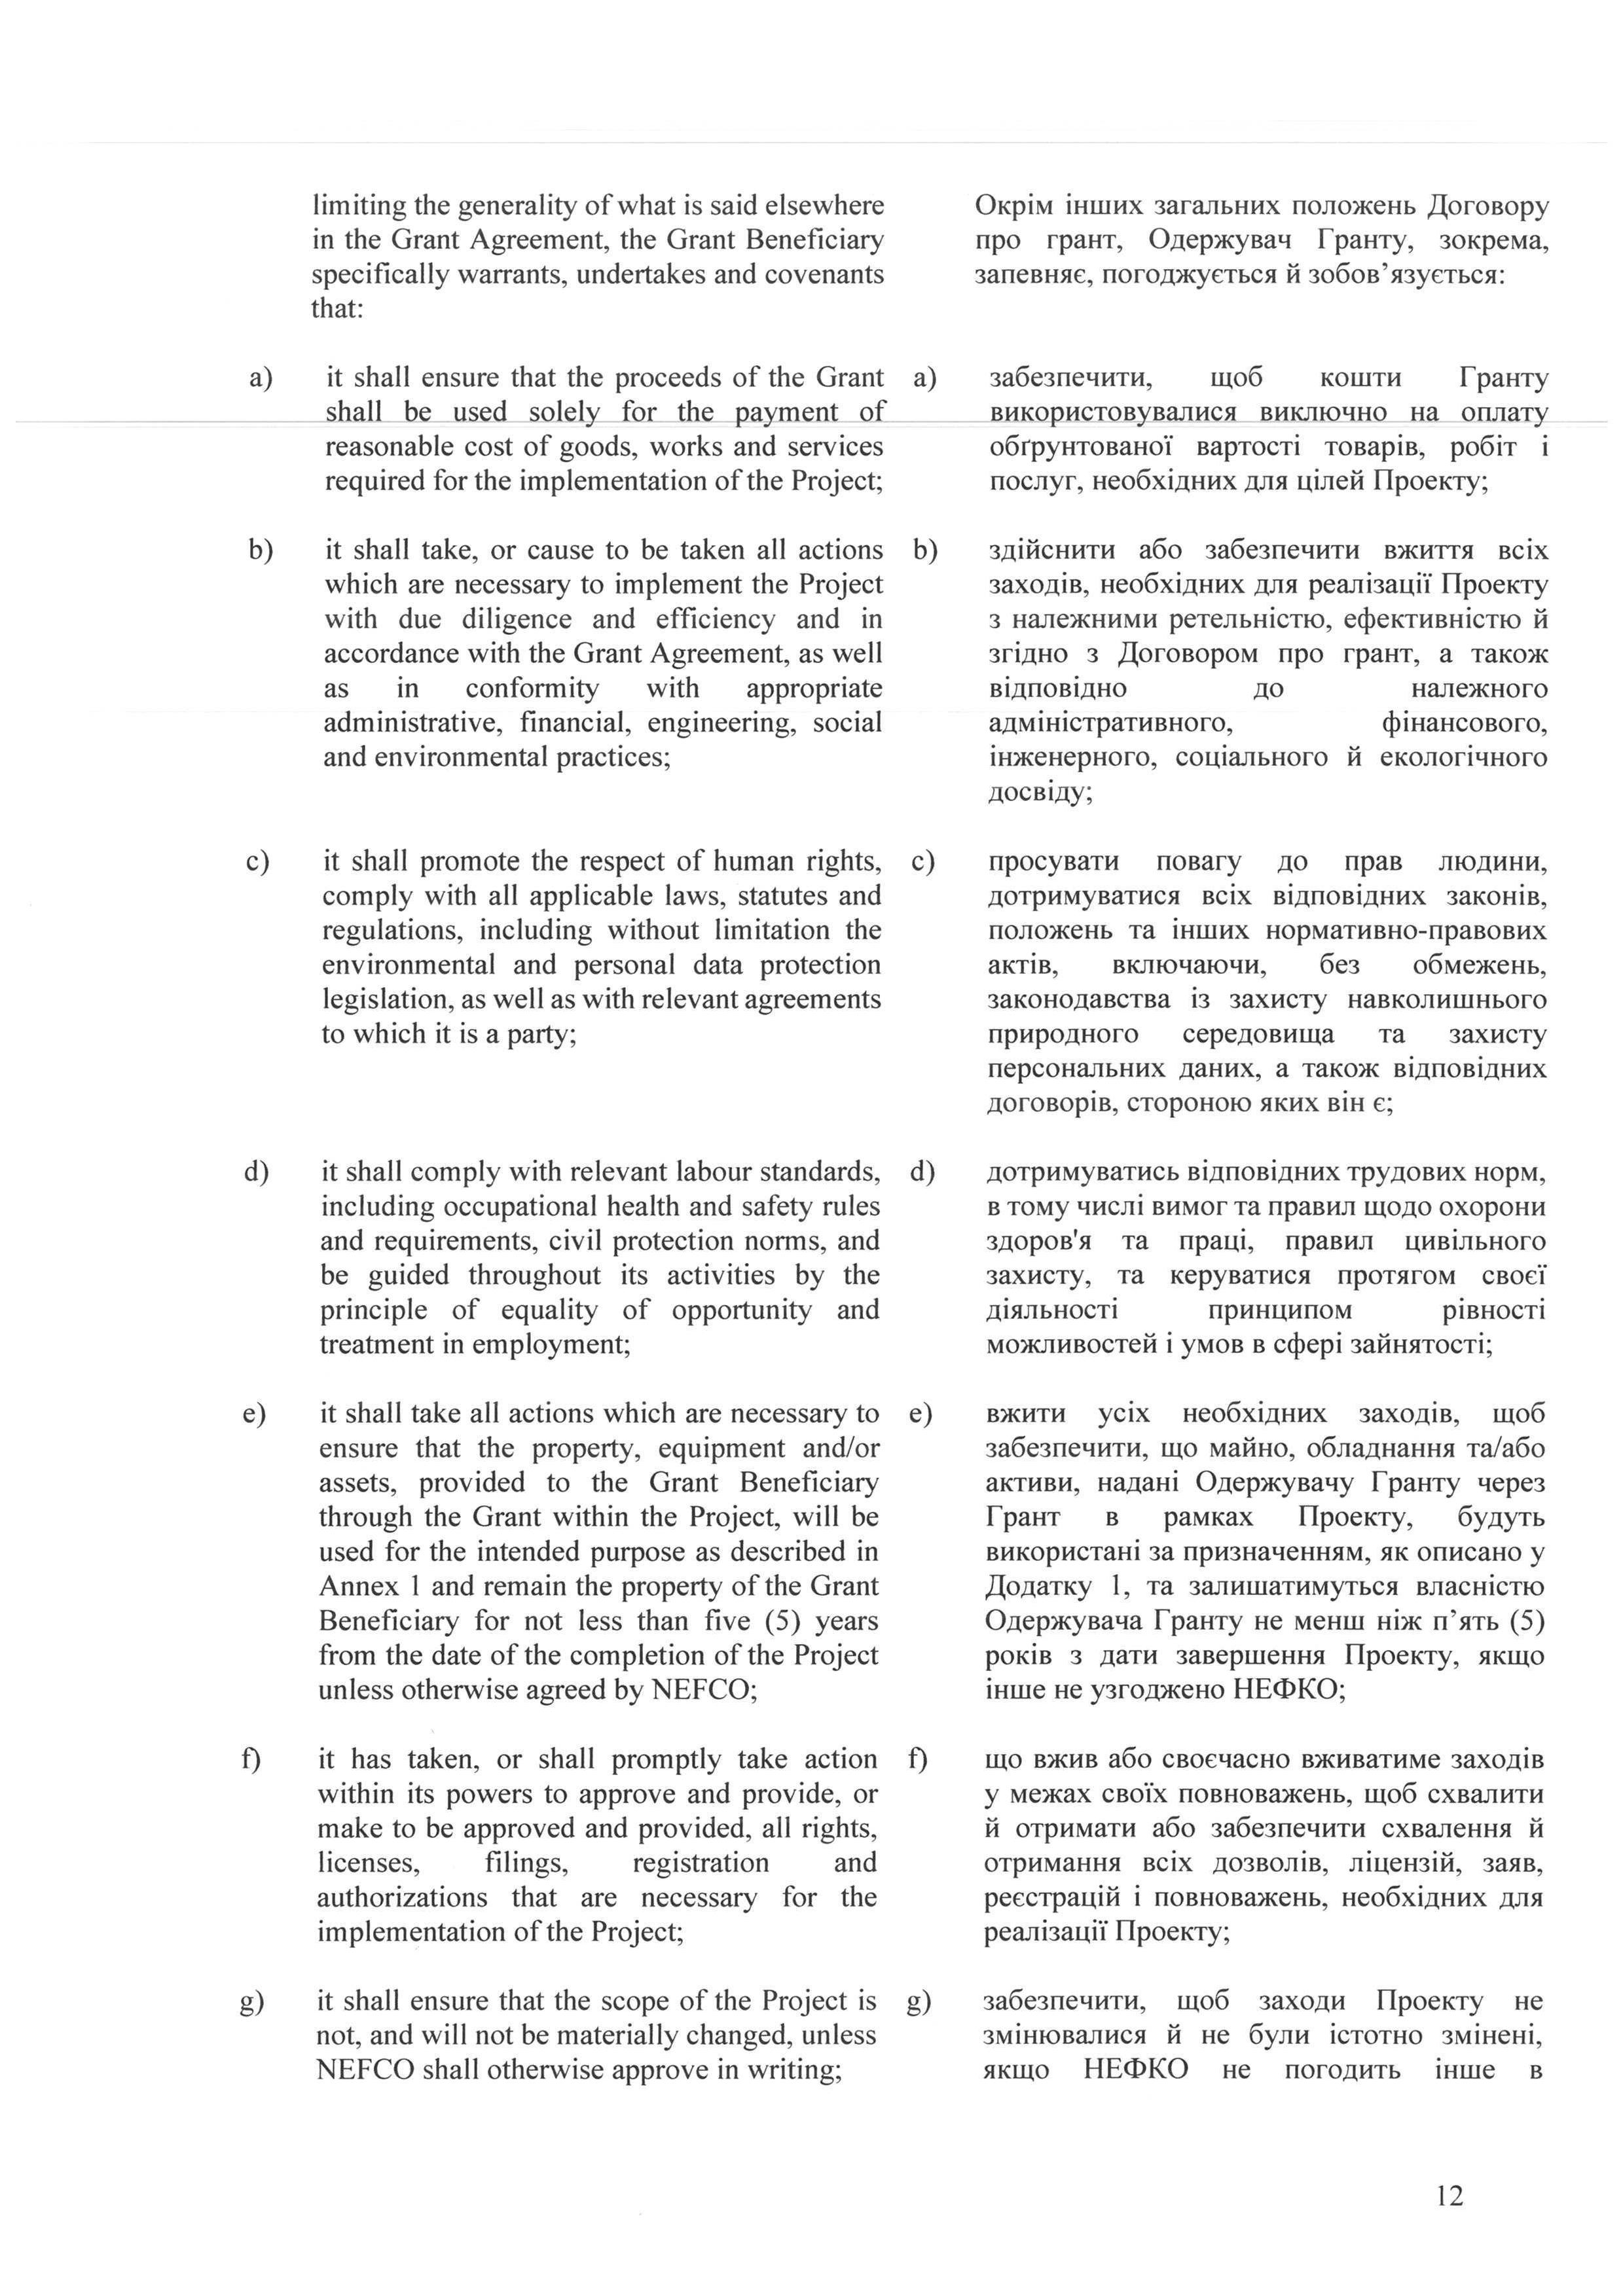 limiting the generality of what is said elsewhere
in the Grant Agreement, the Grant Beneficiary
specifically warrants, undertakes and covenants
that:
a) it shall ensure that the proceeds of the Grant
shall be used solely for the payment of
reasonable cost of goods, works and services
required for the implementation of the Project;
b) it shall take, or cause to be taken all actions
which are necessary to implement the Project
with due diligence and efficiency and in
accordance with the Grant Agreement, as well
as in conformity with appropriate
administrative, financial, engineering, social
and environmental practices;
c) it shall promote the respect of human rights,
comply with all applicable laws, statutes and
regulations, including without limitation the
environmental and personal data protection
legislation, as well as with relevant agreements
to which it is a party;
d) it shall comply with relevant labour standards,
including occupational health and safety rules
and requirements, civil protection norms, and
be guided throughout its activities by the
principle of equality of opportunity and
treatment in employment;
e) it shall take all actions which are necessary to
ensure that the property, equipment and/or
assets, provided to the Grant Beneficiary
through the Grant within the Project, will be
used for the intended purpose as described in
Annex 1 and remain the property of the Grant
Beneficiary for not less than five (5) years
from the date of the completion of the Project
unless otherwise agreed by NEFCO;
f) it has taken, or shall promptly take action
within its powers to approve and provide, or
make to be approved and provided, all rights,
licenses, filings, registration and
authorizations that are necessary for the
implementation of the Project;
g) it shall ensure that the scope of the Project is
not, and will not be materially changed, unless
NEFCO shall otherwise approve in writing;
Окрім інших загальних положень Договору
про грант, Одержувач Гранту, зокрема,
запевняє, погоджується й зобов’язується:
a) забезпечити, щоб кошти Гранту
використовувалися виключно на оплату
обґрунтованої вартості товарів, робіт і
послуг, необхідних для цілей Проекту;
b) здійснити або забезпечити вжиття всіх
заходів, необхідних для реалізації Проекту
з належними ретельністю, ефективністю й
згідно з Договором про грант, а також
відповідно до належного
адміністративного, фінансового,
інженерного, соціального й екологічного
досвіду;
c) просувати повагу до прав людини,
дотримуватися всіх відповідних законів,
положень та інших нормативно-правових
актів, включаючи, без обмежень,
законодавства із захисту навколишнього
природного середовища та захисту
персональних даних, а також відповідних
договорів, стороною яких він є;
d) дотримуватись відповідних трудових норм,
в тому числі вимог та правил щодо охорони
здоров'я та праці, правил цивільного
захисту, та керуватися протягом своєї
діяльності принципом рівності
можливостей і умов в сфері зайнятості;
e) вжити усіх необхідних заходів, щоб
забезпечити, що майно, обладнання та/або
активи, надані Одержувачу Гранту через
Грант в рамках Проекту, будуть
використані за призначенням, як описано у
Додатку 1, та залишатимуться власністю
Одержувача Гранту не менш ніж п’ять (5)
років з дати завершення Проекту, якщо
інше не узгоджено НЕФКО;
f) що вжив або своєчасно вживатиме заходів
у межах своїх повноважень, щоб схвалити
й отримати або забезпечити схвалення й
отримання всіх дозволів, ліцензій, заяв,
реєстрацій і повноважень, необхідних для
реалізації Проекту;
g) забезпечити, щоб заходи Проекту не
змінювалися й не були істотно змінені,
якщо НЕФКО не погодить інше в
12